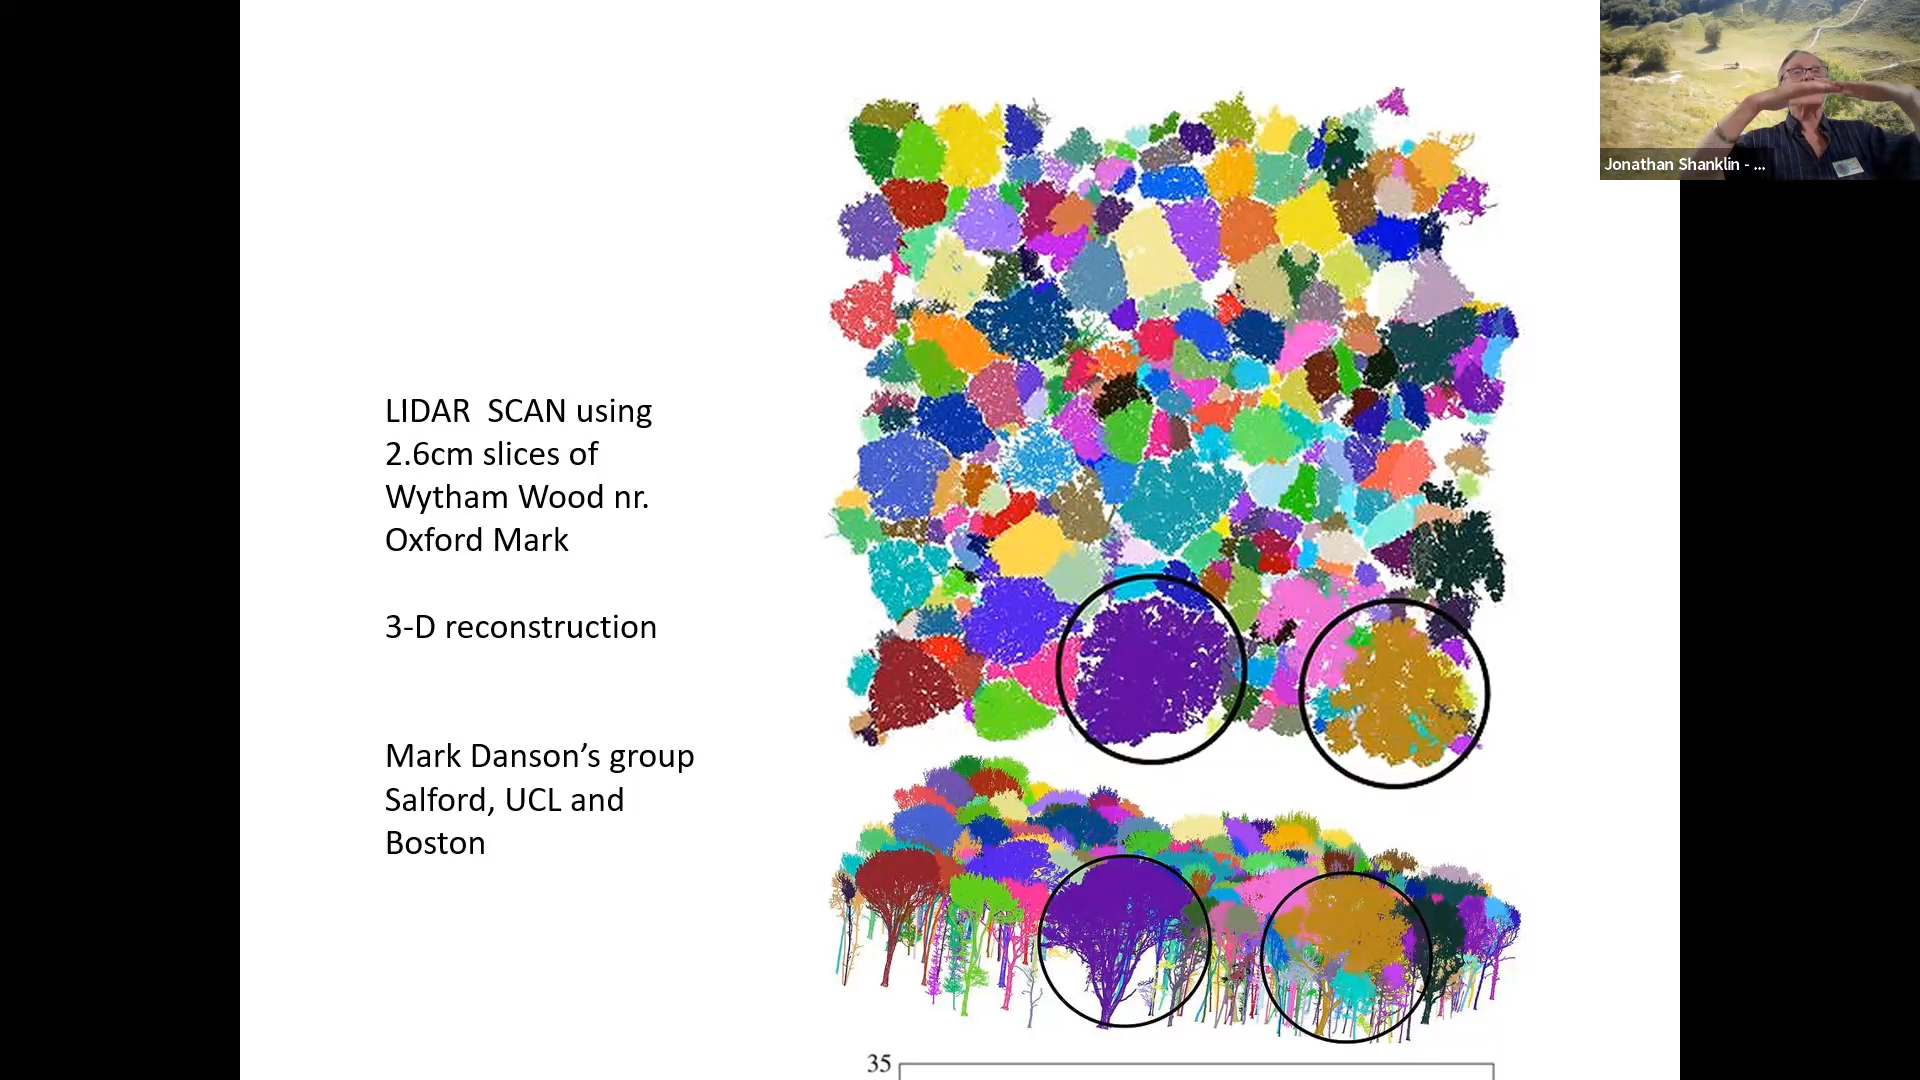 Jonathan Shanklin - ...
LIDAR  SCAN using
2.6cm slices of
Wytham Wood nr.
Oxford Mark
3-D reconstruction
Mark Danson’s group
Salford, UCL and
Boston
35